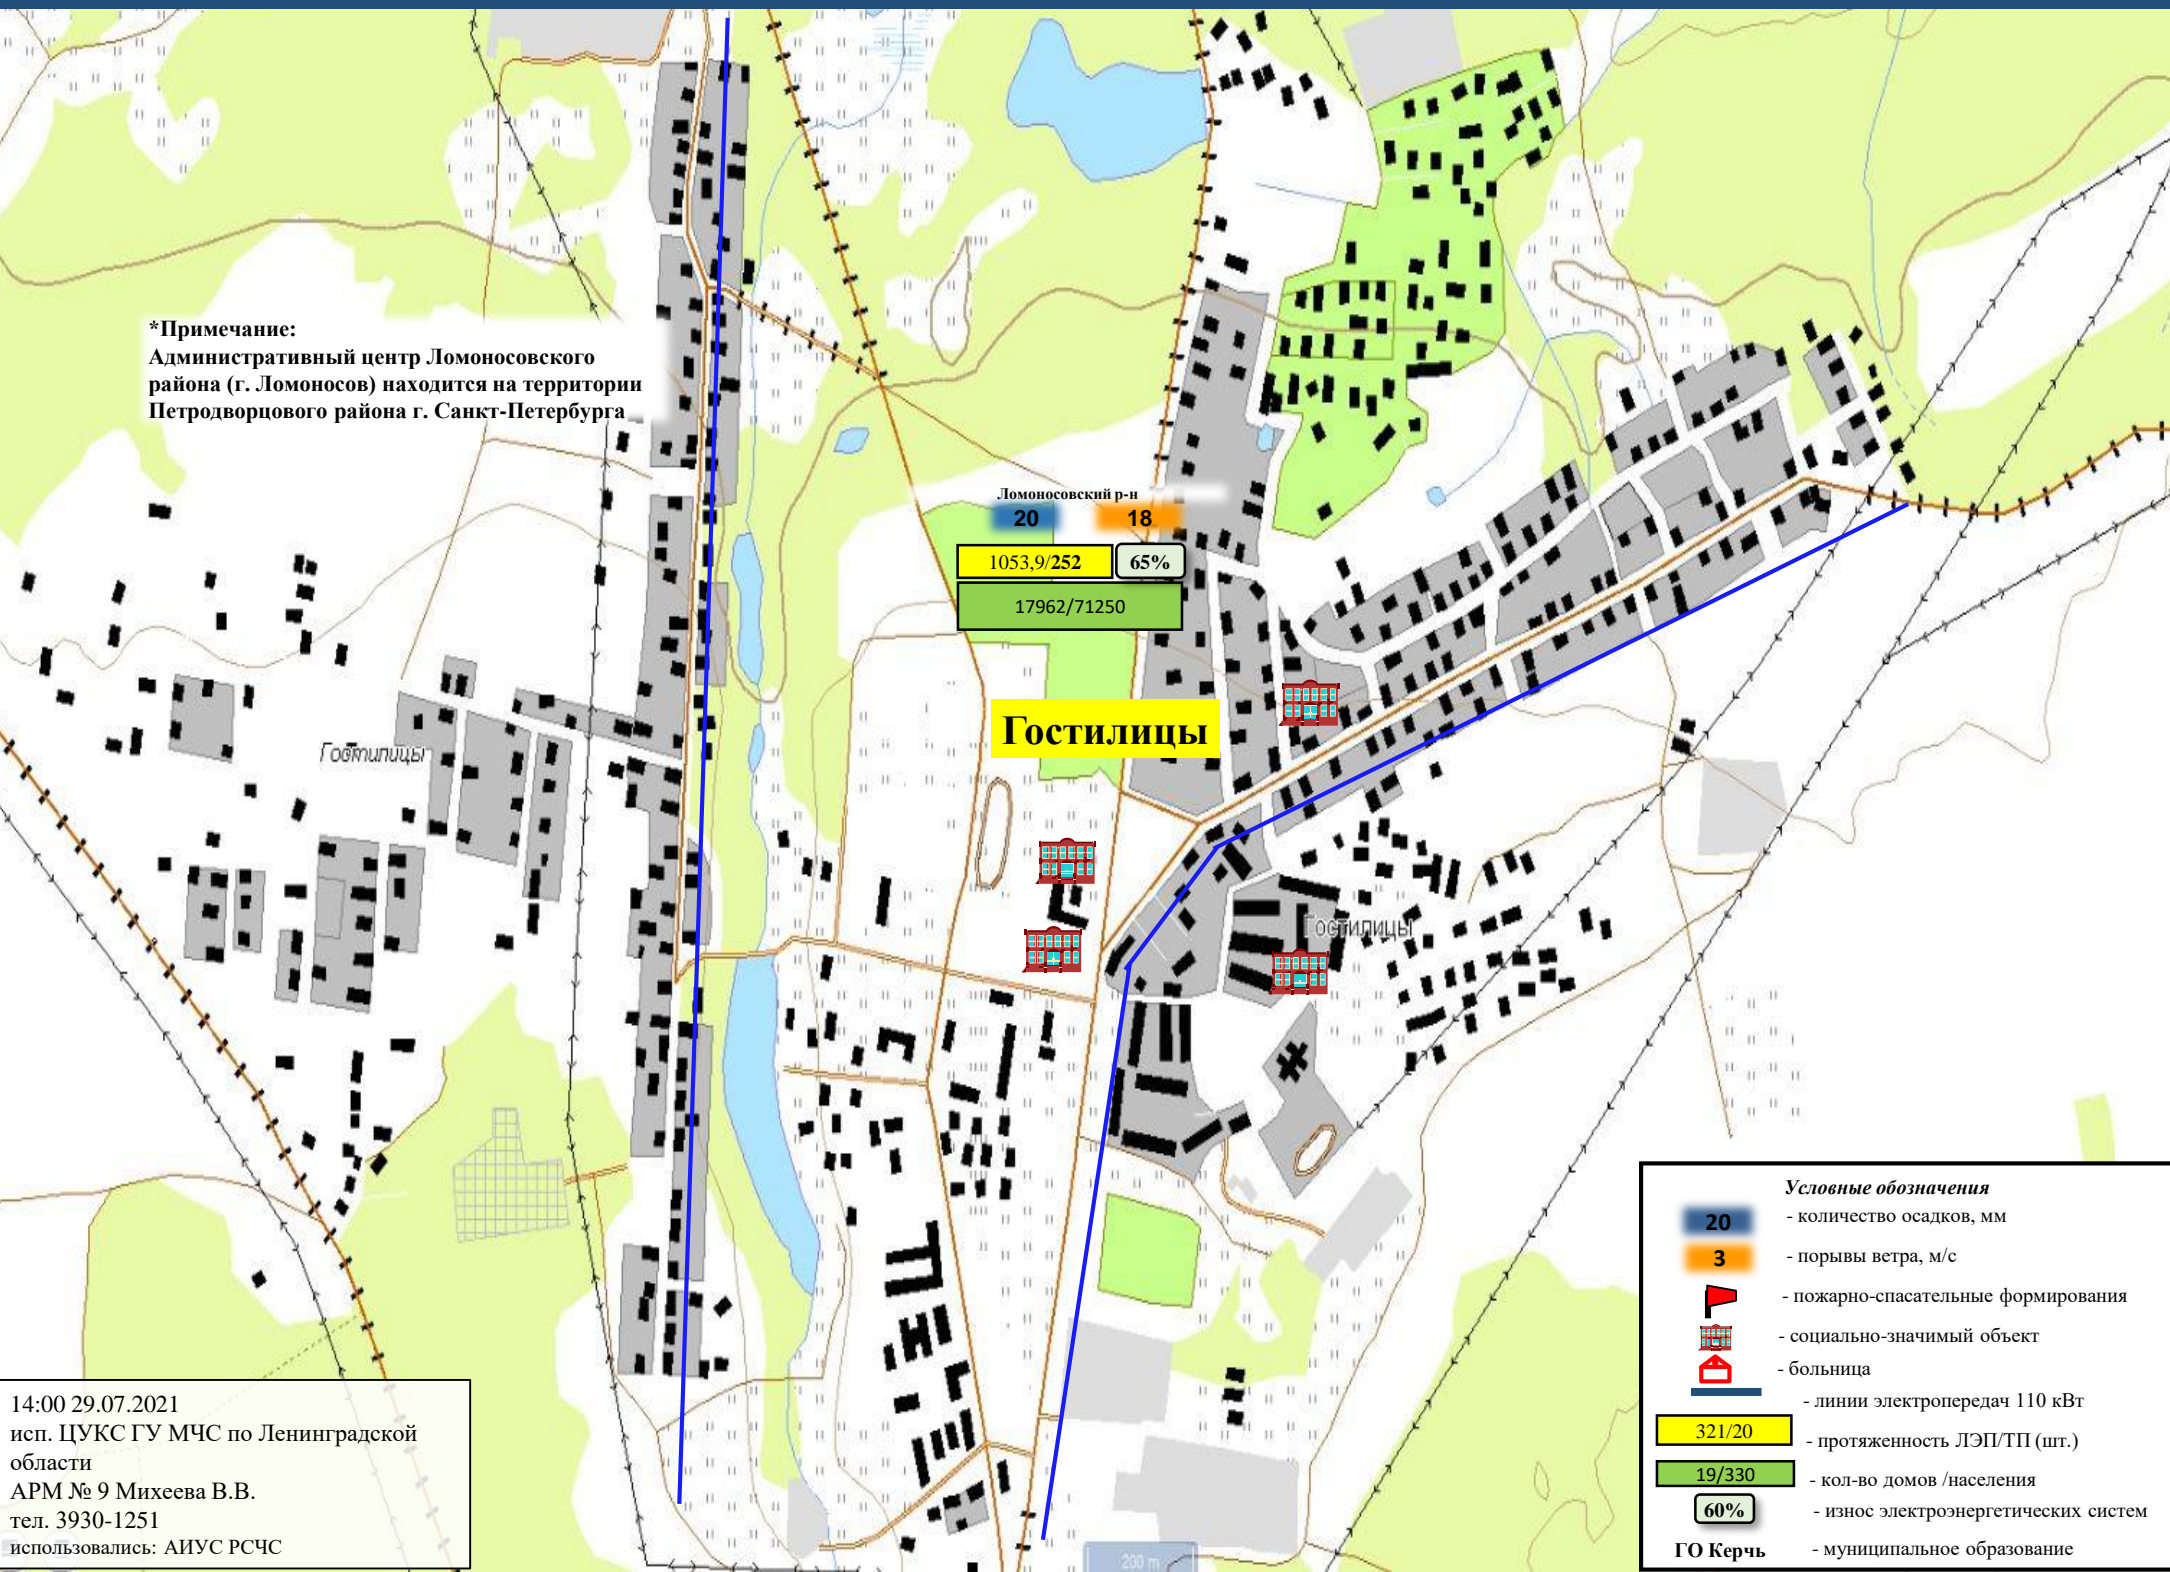 *Примечание:
Административный центр Ломоносовского
района (г. Ломоносов) находится на территории
Петродворцового района г. Санкт-Петербурга
Ломоносовский р-н
20
18
1053,9/252
65%
17962/71250
Гостилицы
Гостилицы
Гостилицы
200 m
14:00 29.07.2021
исп. ЦУКС ГУ МЧС по Ленинградской
области
АРМ № 9 Михеева В.В.
тел. 3930-1251
использовались: АИУС РСЧС
Условные обозначения
20 - количество осадков, мм
3 - порывы ветра, м/с
- пожарно-спасательные формирования
- социально-значимый объект
- больница
- линии электропередач 110 кВт
321/20 - протяженность ЛЭП/ТП (шт.)
19/330 - кол-во домов /населения
60% - износ электроэнергетических систем
ГО Керчь - муниципальное образование